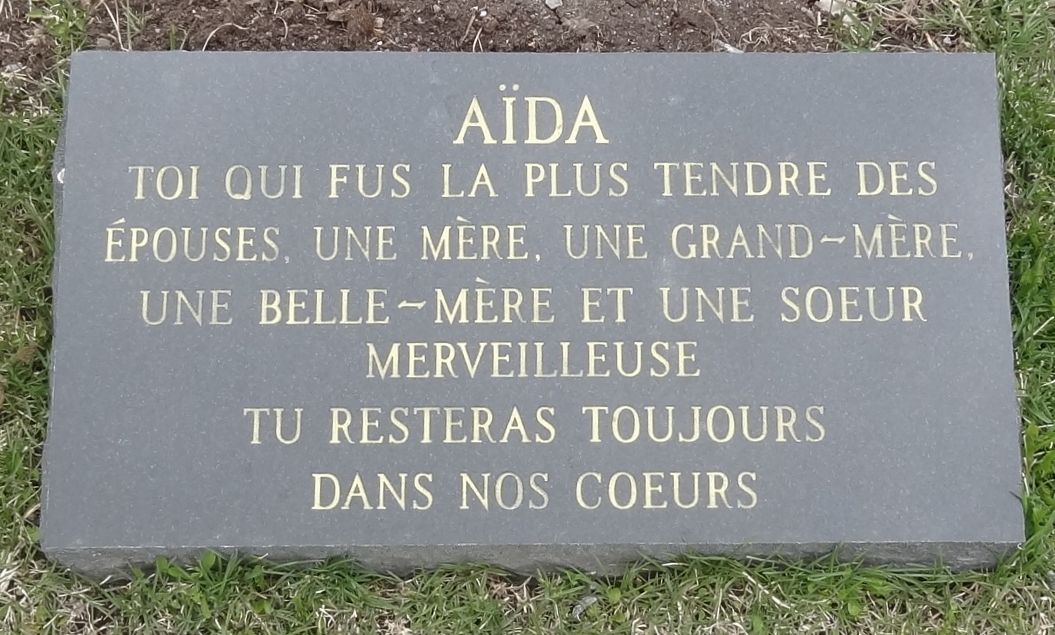 AÏDA
TOI QUI FUS LA PLUS TENDRE DES
ÉPOUSES, UNE MÈRE, UNE GRAND-MÈRE,
UNE BELLE-MÈRE ET UNE SOEUR
MERVEILLEUSE
TU RESTERAS TOUJOURS
DANS NOS COEURS